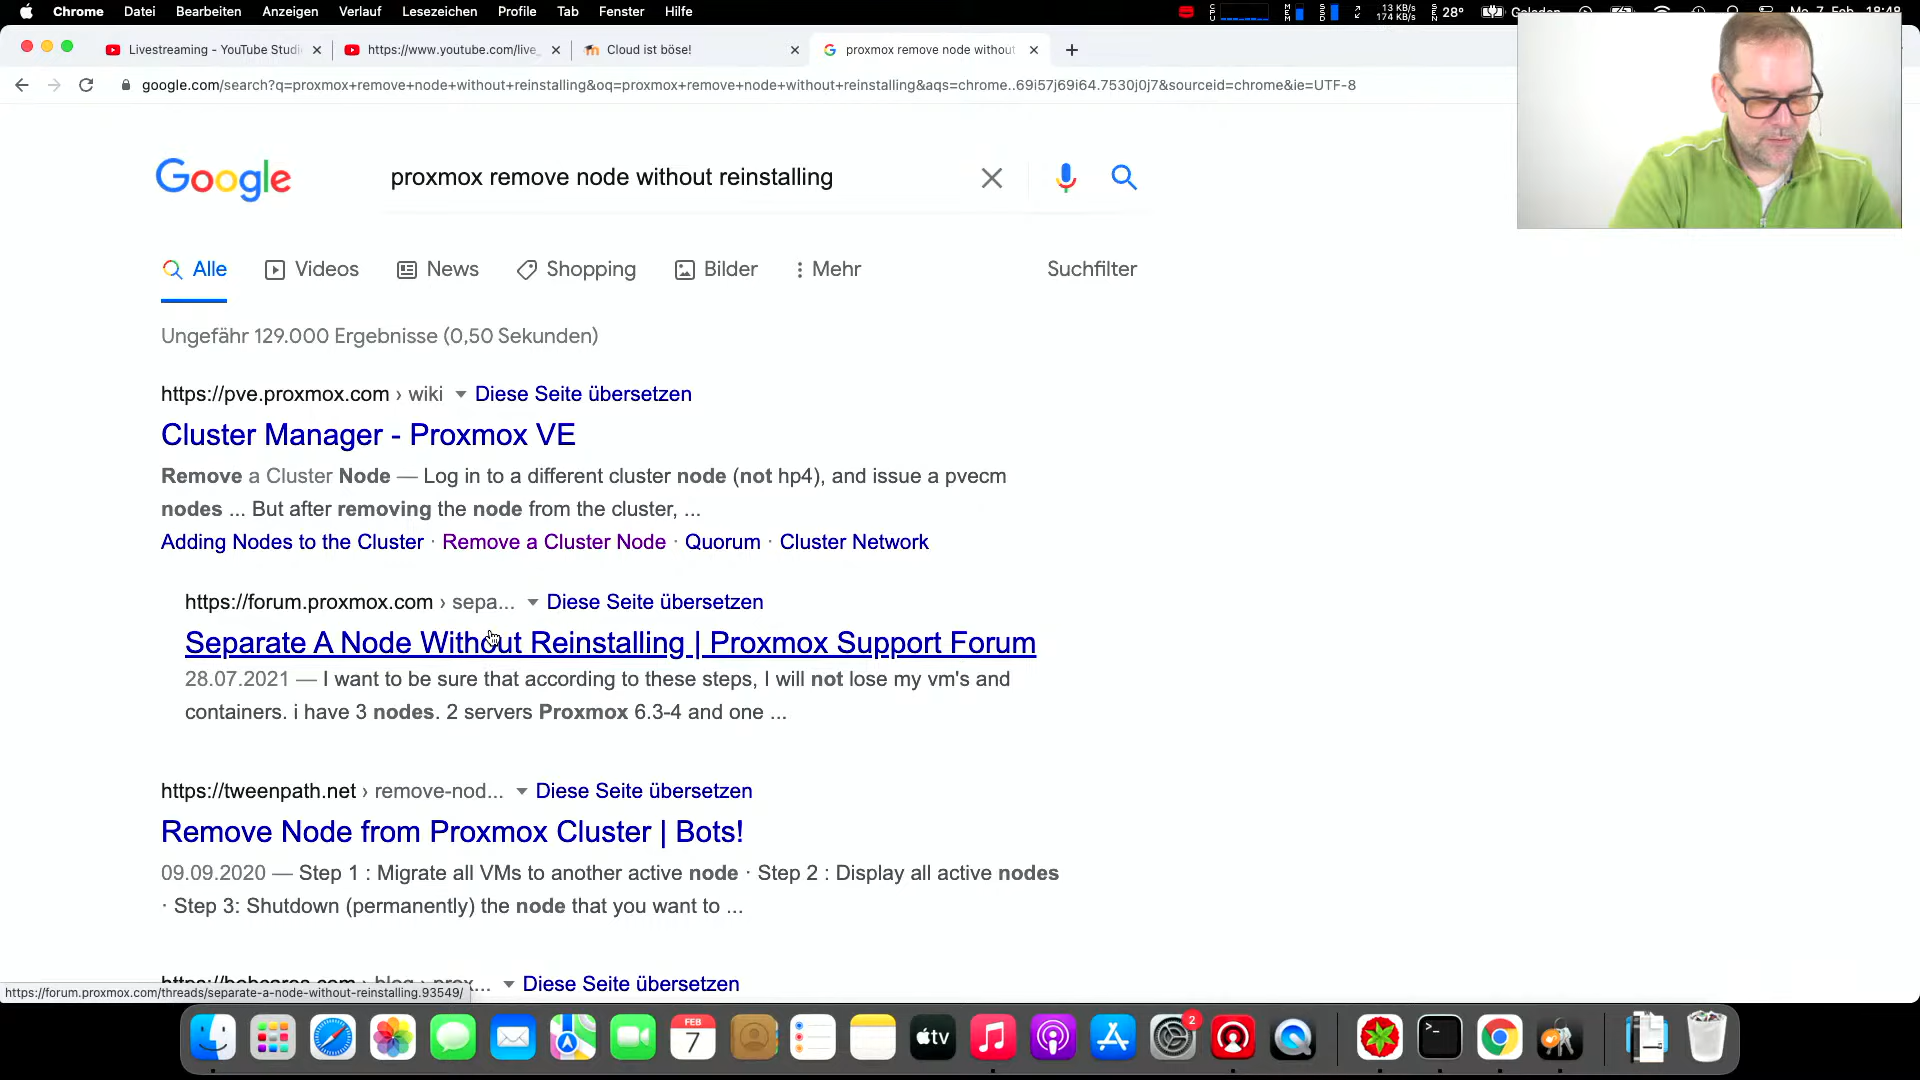 Chrome Datei Bearbeiten Anzeigen Verlauf Lesezeichen Profile Tab Fenster Hilfe
13 KB/s
174 KB/s
28°
Livestreaming - YouTube Studi
https://www.youtube.com/live_
Cloud ist böse!
proxmox remove node without
google.com/search?q=proxmox+remove+node+without+reinstalling&oq=proxmox+remove+node+without+reinstalling&aqs=chrome..69i57j69i64.7530j0j7&sourceid=chrome&ie=UTF-8
Google
proxmox remove node without reinstalling
Alle Videos News Shopping Bilder Mehr Suchfilter
Ungefähr 129.000 Ergebnisse (0,50 Sekunden)
https://pve.proxmox.com › wiki Diese Seite übersetzen
Cluster Manager - Proxmox VE
Remove a Cluster Node — Log in to a different cluster node (not hp4), and issue a pvecm
nodes ... But after removing the node from the cluster, ...
Adding Nodes to the Cluster · Remove a Cluster Node · Quorum · Cluster Network
https://forum.proxmox.com › sepa... Diese Seite übersetzen
Separate A Node Without Reinstalling | Proxmox Support Forum
28.07.2021 — I want to be sure that according to these steps, I will not lose my vm's and
containers. i have 3 nodes. 2 servers Proxmox 6.3-4 and one ...
https://tweenpath.net › remove-nod... Diese Seite übersetzen
Remove Node from Proxmox Cluster | Bots!
09.09.2020 — Step 1 : Migrate all VMs to another active node · Step 2 : Display all active nodes
· Step 3: Shutdown (permanently) the node that you want to ...
Diese Seite übersetzen
https://forum.proxmox.com/threads/separate-a-node-without-reinstalling.93549/
FEB
7
tv
2